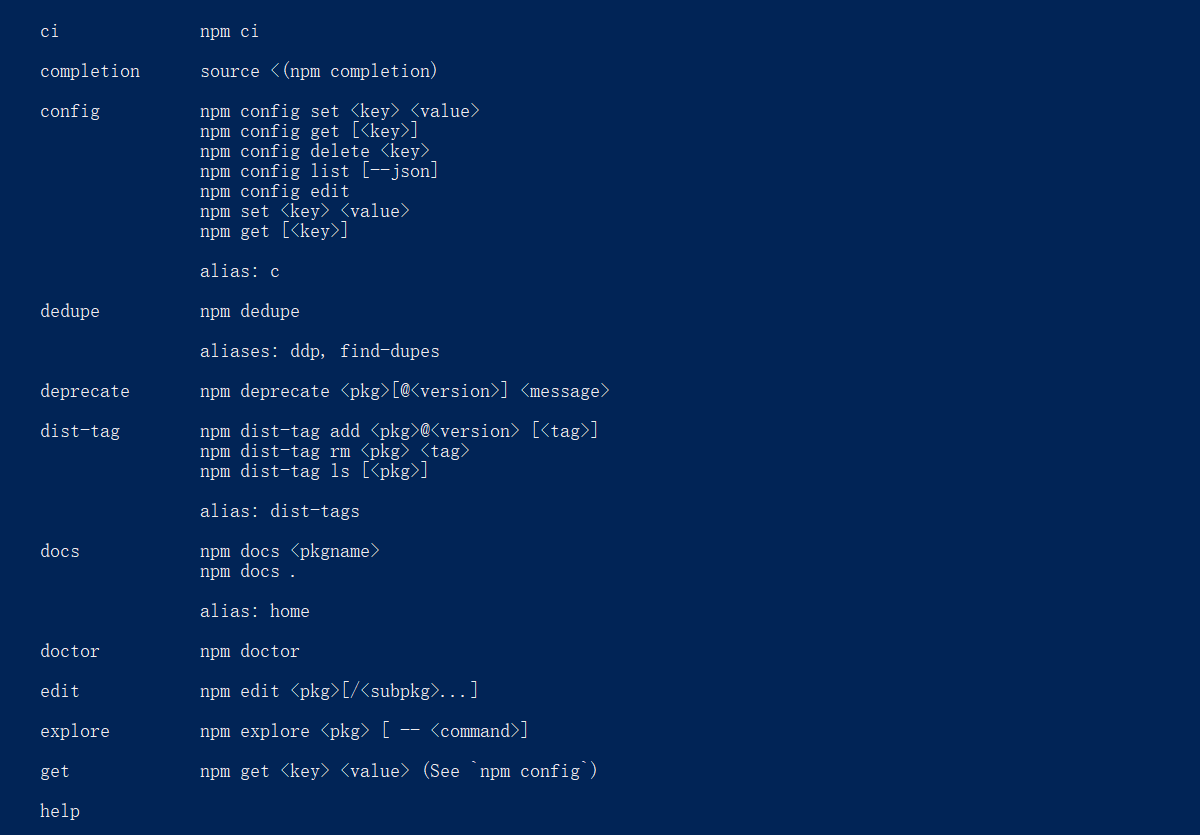 ci npm ci
completion source <(npm completion)
config npm config set <key> <value>
npm config get [<key>]
npm config delete <key>
npm config list [--json]
npm config edit
npm set <key> <value>
npm get [<key>]
alias: c
dedupe npm dedupe
aliases: ddp, find-dupes
deprecate npm deprecate <pkg>[@<version>] <message>
dist-tag npm dist-tag add <pkg>@<version> [<tag>]
npm dist-tag rm <pkg> <tag>
npm dist-tag ls [<pkg>]
alias: dist-tags
docs npm docs <pkgname>
npm docs .
alias: home
doctor npm doctor
edit npm edit <pkg>[/<subpkg>...]
explore npm explore <pkg> [ -- <command>]
get npm get <key> <value> (See `npm config`)
help